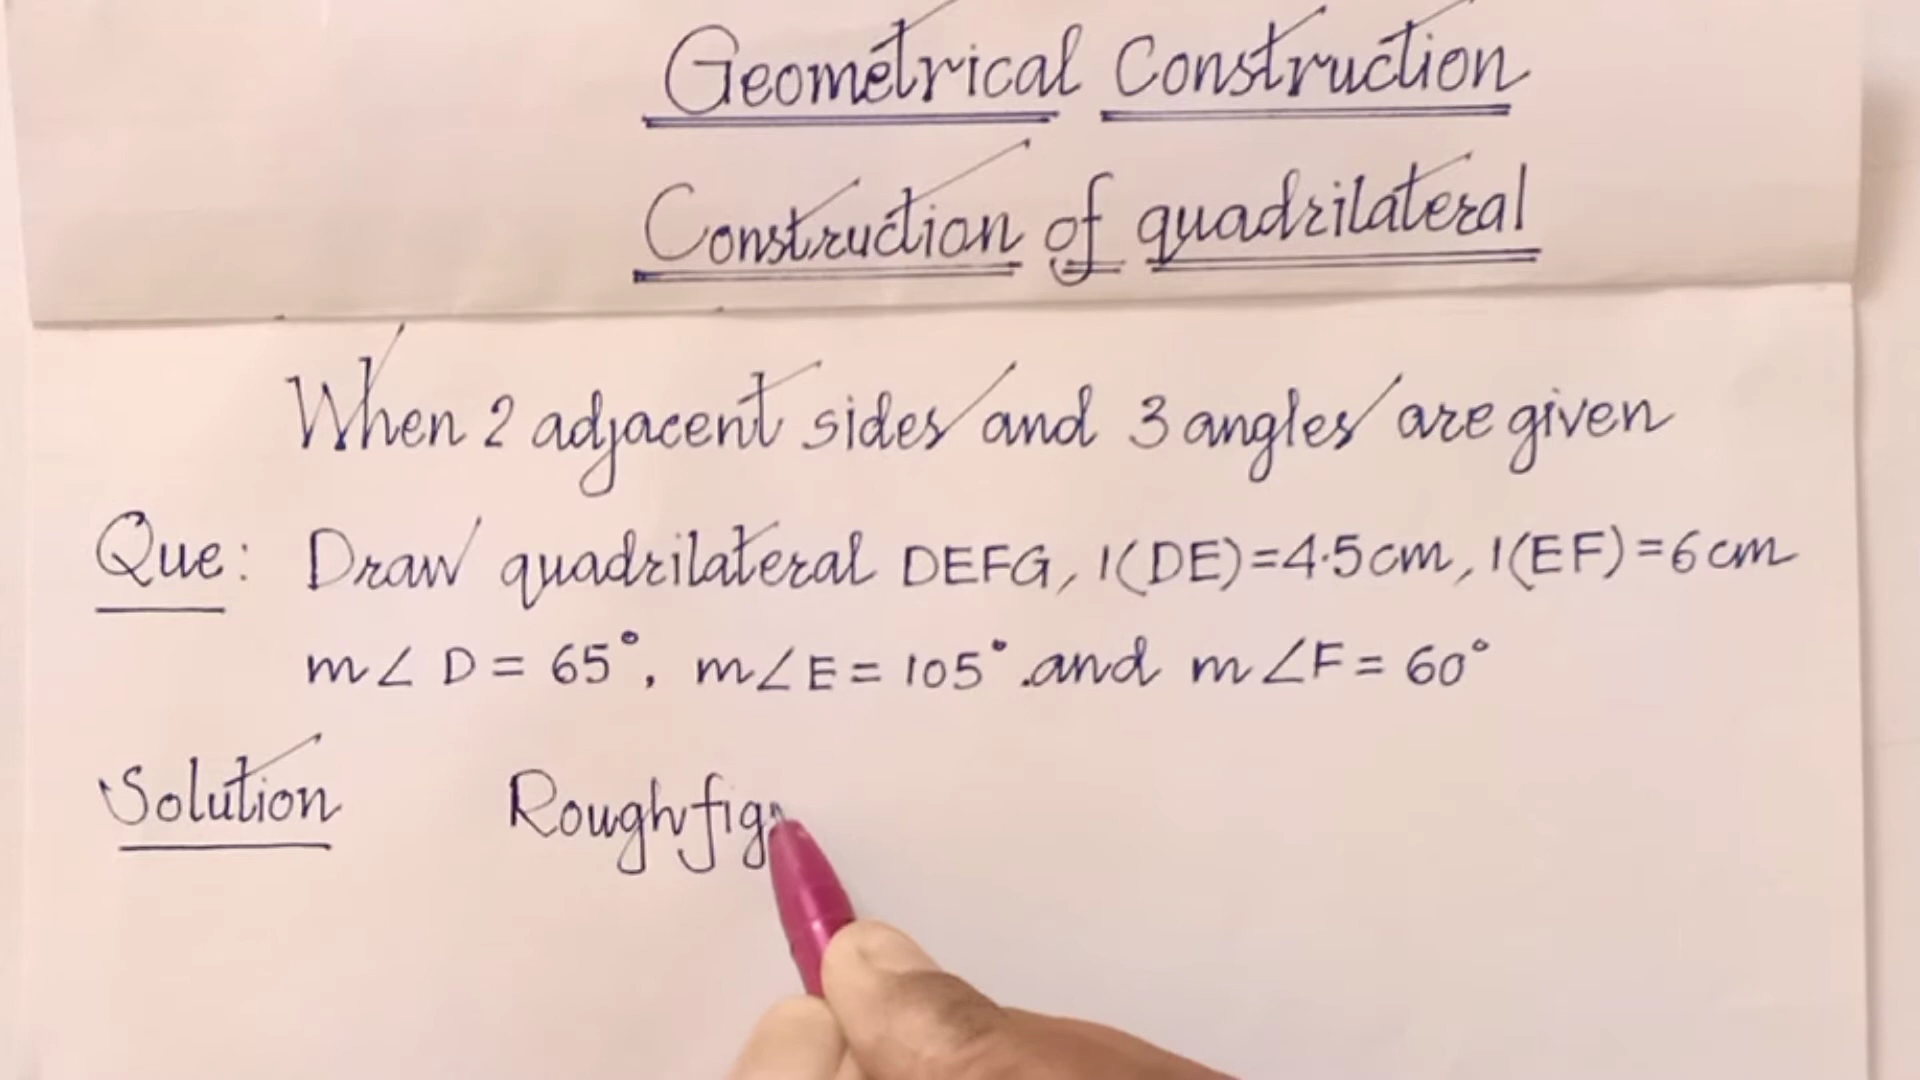 Geometrical Construction
Construction of quadrilateral
When 2 adjacent sides and 3 angles are given
Que: Draw quadrilateral DEFG, l(DE)=4.5cm, l(EF)=6cm
m∠D = 65°, m∠E = 105° and m∠F = 60°
Solution Rough fig